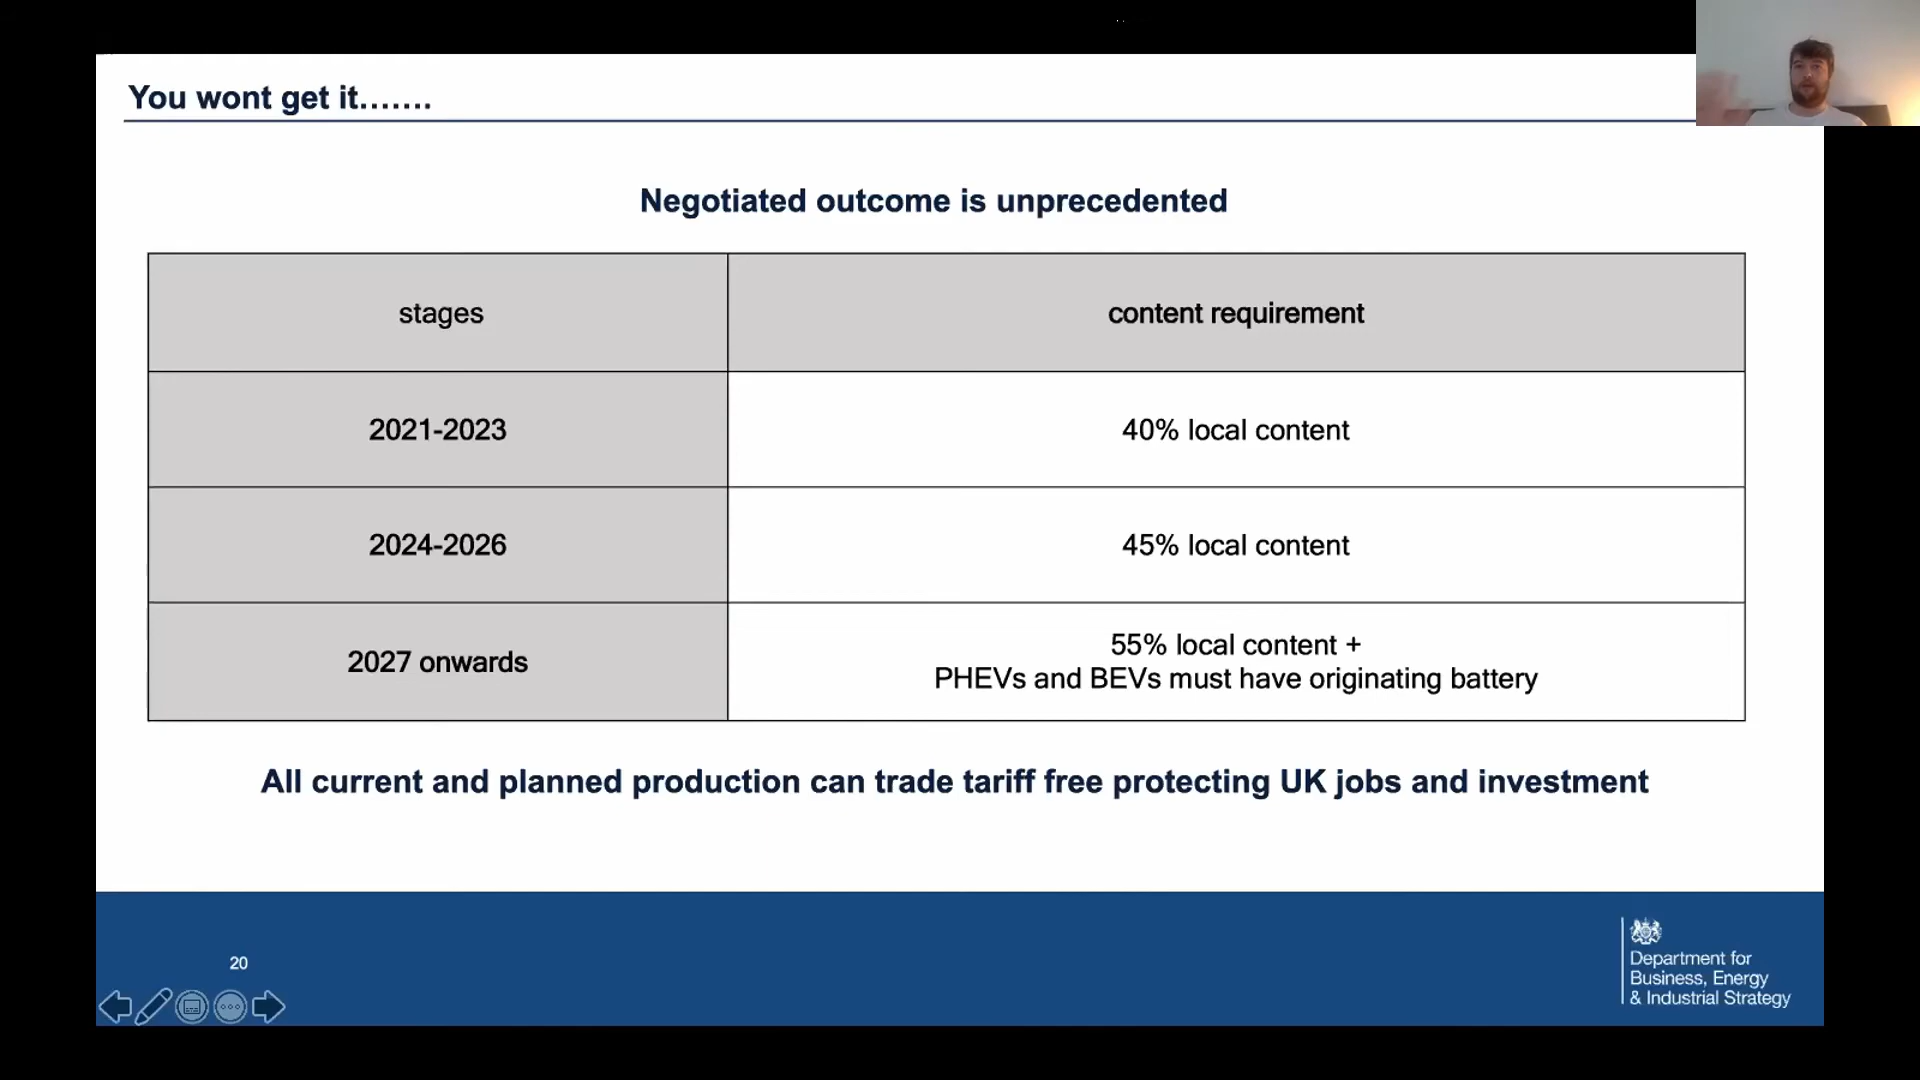 You wont get it.......
Negotiated outcome is unprecedented
stages
content requirement
2021-2023
40% local content
2024-2026
45% local content
2027 onwards
55% local content +
PHEVs and BEVs must have originating battery
All current and planned production can trade tariff free protecting UK jobs and investment
20
Department for
Business, Energy
& Industrial Strategy